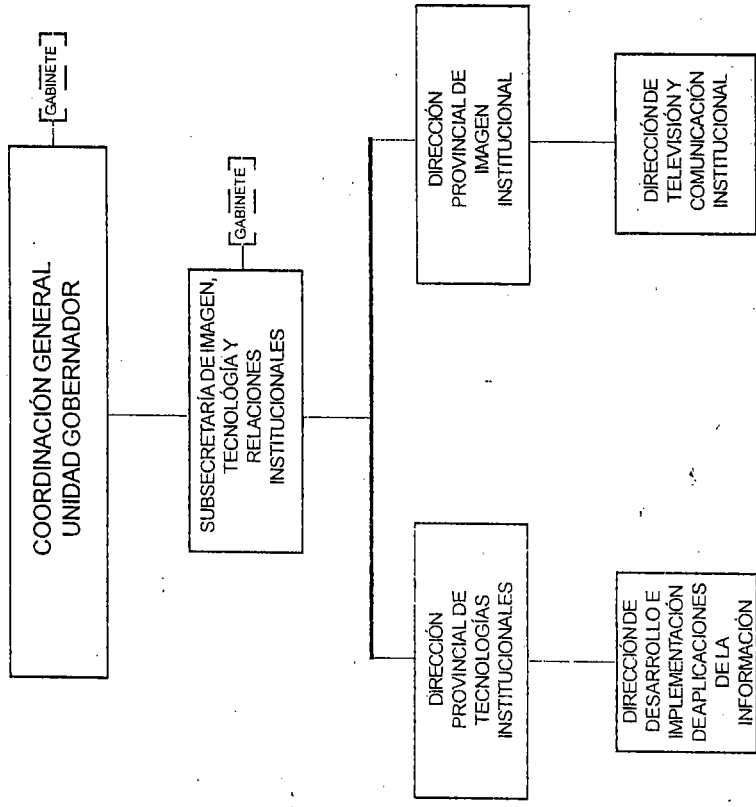 COORDINACIÓN GENERAL
UNIDAD GOBERNADOR
GABINETE
SUBSECRETARÍA DE IMAGEN,
TECNOLÓGÍA Y
RELACIONES
INSTITUCIONALES
GABINETE
DIRECCIÓN
PROVINCIAL DE
TECNOLOGÍAS
INSTITUCIONALES
DIRECCIÓN
PROVINCIAL DE
IMAGEN
INSTITUCIONAL
DIRECCIÓN DE
DESARROLLO E
IMPLEMENTACIÓN
DE APLICACIONES
DE LA
INFORMACIÓN
DIRECCIÓN DE
TELEVISIÓN Y
COMUNICACIÓN
INSTITUCIONAL